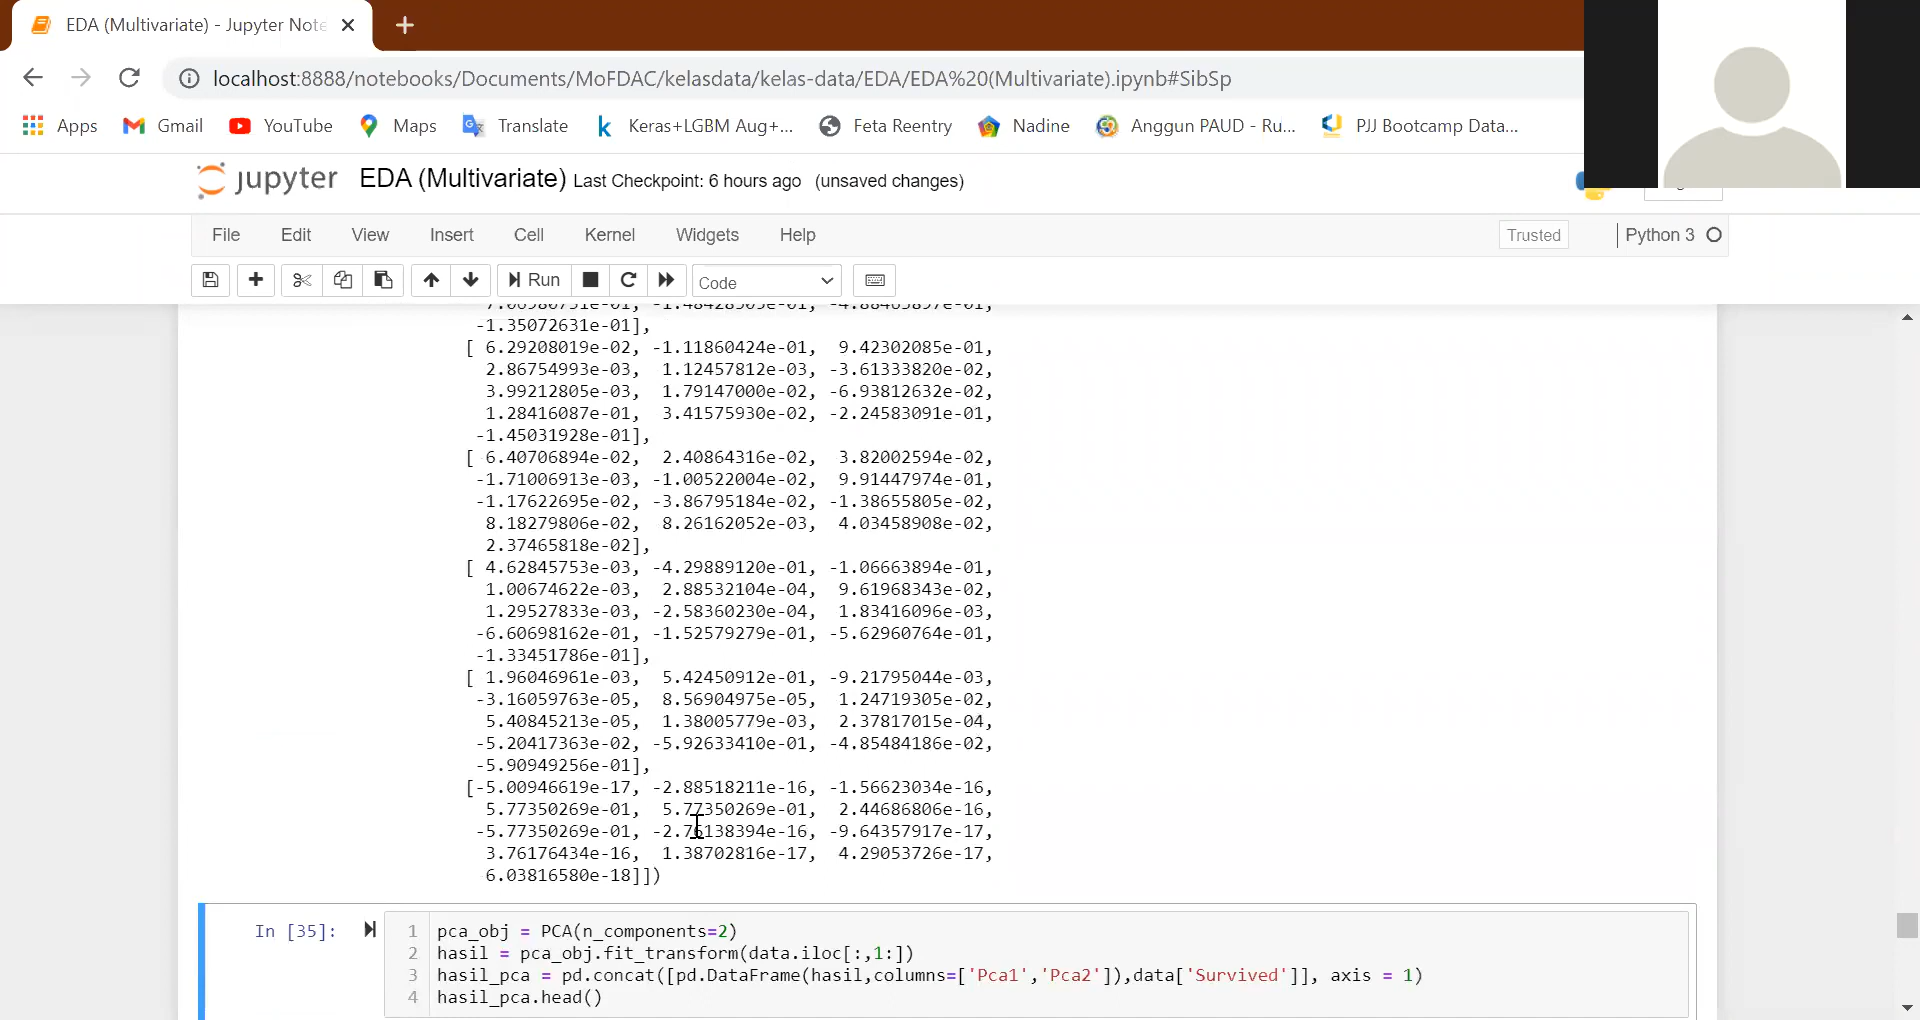 EDA (Multivariate) - Jupyter Note
localhost:8888/notebooks/Documents/MoFDAC/kelasdata/kelas-data/EDA/EDA%20(Multivariate).ipynb#SibSp
Apps Gmail YouTube Maps Translate Keras+LGBM Aug+... Feta Reentry Nadine Anggun PAUD - Ru... PJJ Bootcamp Data...
jupyter EDA (Multivariate) Last Checkpoint: 6 hours ago (unsaved changes)
File Edit View Insert Cell Kernel Widgets Help Trusted Python 3
Run Code
-1.35072631e-01],
[ 6.29208019e-02, -1.11860424e-01, 9.42302085e-01,
2.86754993e-03, 1.12457812e-03, -3.61333820e-02,
3.99212805e-03, 1.79147000e-02, -6.93812632e-02,
1.28416087e-01, 3.41575930e-02, -2.24583091e-01,
-1.45031928e-01],
[ 6.40706894e-02, 2.40864316e-02, 3.82002594e-02,
-1.71006913e-03, -1.00522004e-02, 9.91447974e-01,
-1.17622695e-02, -3.86795184e-02, -1.38655805e-02,
8.18279806e-02, 8.26162052e-03, 4.03458908e-02,
2.37465818e-02],
[ 4.62845753e-03, -4.29889120e-01, -1.06663894e-01,
1.00674622e-03, 2.88532104e-04, 9.61968343e-02,
1.29527833e-03, -2.58360230e-04, 1.83416096e-03,
-6.60698162e-01, -1.52579279e-01, -5.62960764e-01,
-1.33451786e-01],
[ 1.96046961e-03, 5.42450912e-01, -9.21795044e-03,
-3.16059763e-05, 8.56904975e-05, 1.24719305e-02,
5.40845213e-05, 1.38005779e-03, 2.37817015e-04,
-5.20417363e-02, -5.92633410e-01, -4.85484186e-02,
-5.90949256e-01],
[-5.00946619e-17, -2.88518211e-16, -1.56623034e-16,
5.77350269e-01, 5.77350269e-01, 2.44686806e-16,
-5.77350269e-01, -2.76138394e-16, -9.64357917e-17,
3.76176434e-16, 1.38702816e-17, 4.29053726e-17,
6.03816580e-18]])
In [35]: 1 pca_obj = PCA(n_components=2)
2 hasil = pca_obj.fit_transform(data.iloc[:,1:])
3 hasil_pca = pd.concat([pd.DataFrame(hasil,columns=['Pca1','Pca2']),data['Survived']], axis = 1)
4 hasil_pca.head()